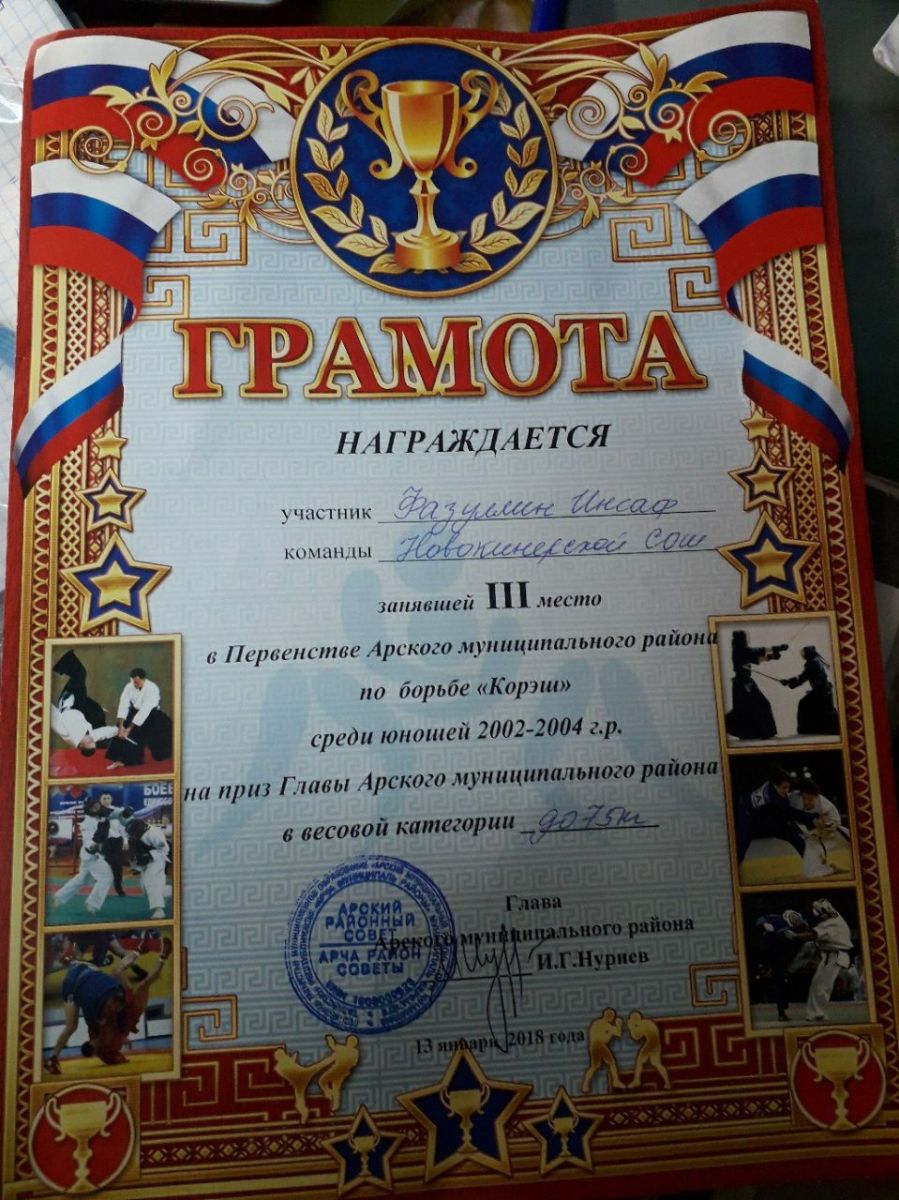 ГРАМОТА
НАГРАЖДАЕТСЯ
участник Фазуллин Инсаф
команды Новокинерской Сош
занявшей III место
в Первенстве Арского муниципального района
по борьбе «Корэш»
среди юношей 2002-2004 г.р.
на приз Главы Арского муниципального района
в весовой категории до 75кг
Глава
Арского муниципального района
И.Г.Нуриев
13 января 2018 года
АРСКИЙ
РАЙОННЫЙ
СОВЕТ
АРЧА РАЙОН
СОВЕТЫ
БОЕВ